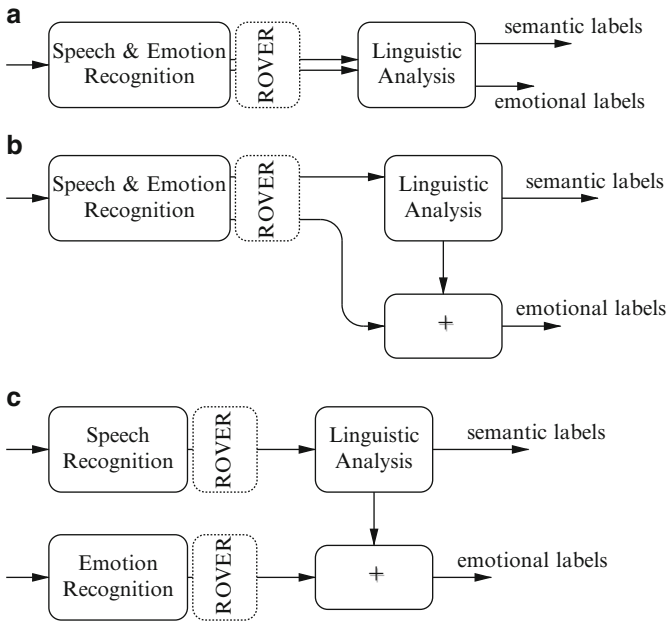 a
Speech & Emotion
Recognition
ROVER
Linguistic
Analysis
semantic labels
emotional labels
b
Speech & Emotion
Recognition
ROVER
Linguistic
Analysis
semantic labels
+
emotional labels
c
Speech
Recognition
ROVER
Linguistic
Analysis
semantic labels
Emotion
Recognition
ROVER
+
emotional labels